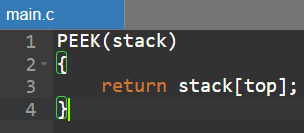 main.c
1 PEEK(stack)
2 {
3     return stack[top];
4 }